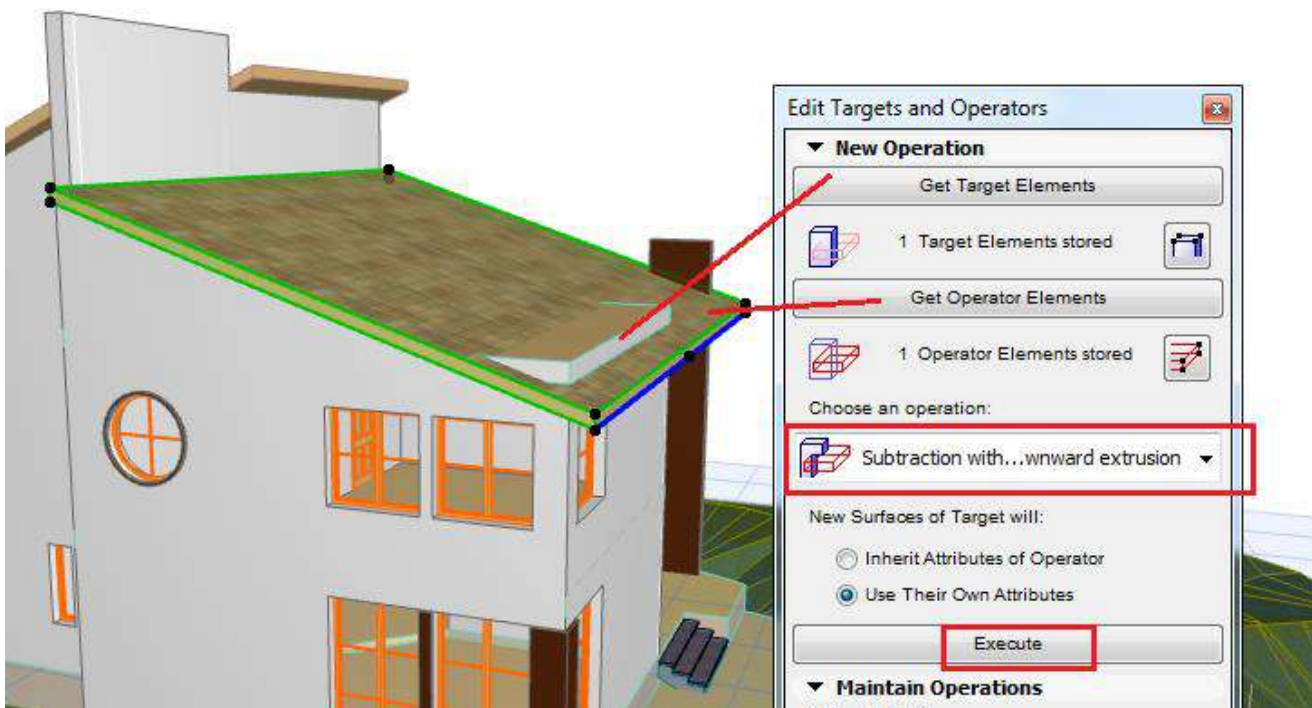 Edit Targets and Operators
New Operation
Get Target Elements
1 Target Elements stored
Get Operator Elements
1 Operator Elements stored
Choose an operation:
Subtraction with...wnward extrusion
New Surfaces of Target will:
Inherit Attributes of Operator
Use Their Own Attributes
Execute
Maintain Operations